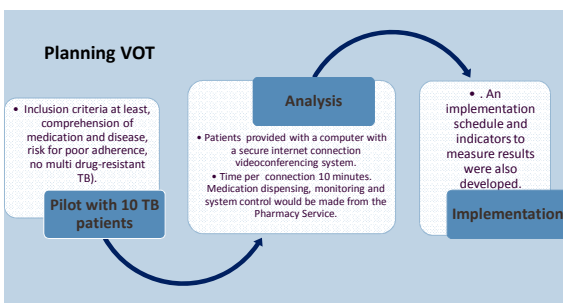 Planning VOT
• Inclusion criteria at least,
comprehension of
medication and disease,
risk for poor adherence,
no multi drug-resistant
TB).
Pilot with 10 TB
patients
Analysis
• Patients provided with a computer with
a secure internet connection
videoconferencing system.
• Time per connection 10 minutes.
Medication dispensing, monitoring and
system control would be made from the
Pharmacy Service.
• . An
implementation
schedule and
indicators to
measure results
were also
developed.
Implementation